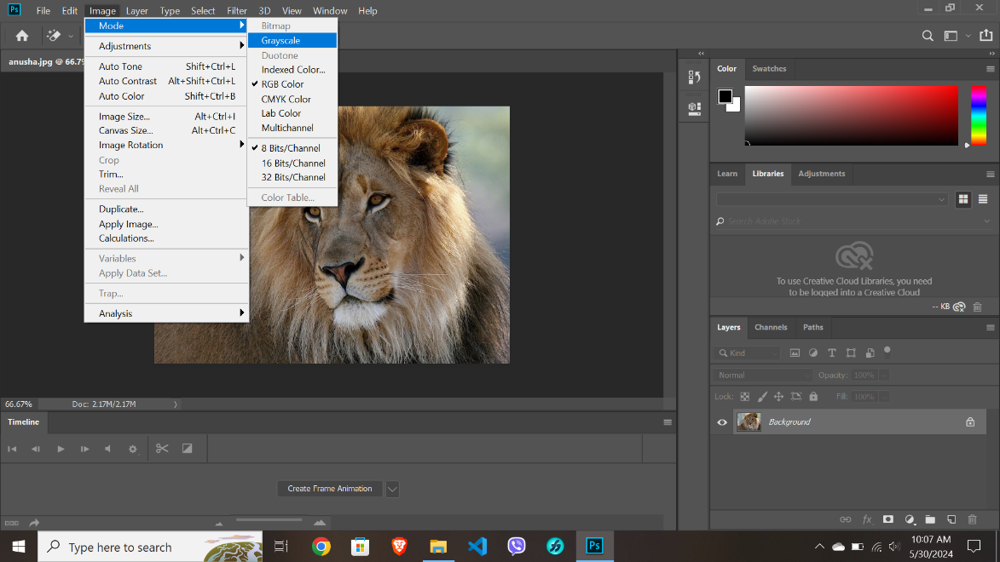 Ps File Edit Image Layer Type Select Filter 3D View Window Help
anusha.jpg @ 66.7%
Mode
Adjustments
Auto Tone Shift+Ctrl+L
Auto Contrast Alt+Shift+Ctrl+L
Auto Color Shift+Ctrl+B
Image Size... Alt+Ctrl+I
Canvas Size... Alt+Ctrl+C
Image Rotation
Crop
Trim...
Reveal All
Duplicate...
Apply Image...
Calculations...
Variables
Apply Data Set...
Trap...
Analysis
Bitmap
Grayscale
Duotone
Indexed Color...
RGB Color
CMYK Color
Lab Color
Multichannel
8 Bits/Channel
16 Bits/Channel
32 Bits/Channel
Color Table...
Color Swatches
Learn Libraries Adjustments
Search Adobe Stock
To use Creative Cloud Libraries, you need
to be logged into a Creative Cloud
-- KB
Layers Channels Paths
Kind
Normal Opacity: 100%
Lock: Fill: 100%
Background
66.67% Doc: 2.17M/2.17M
Timeline
Create Frame Animation
Type here to search
Ps
10:07 AM
5/30/2024